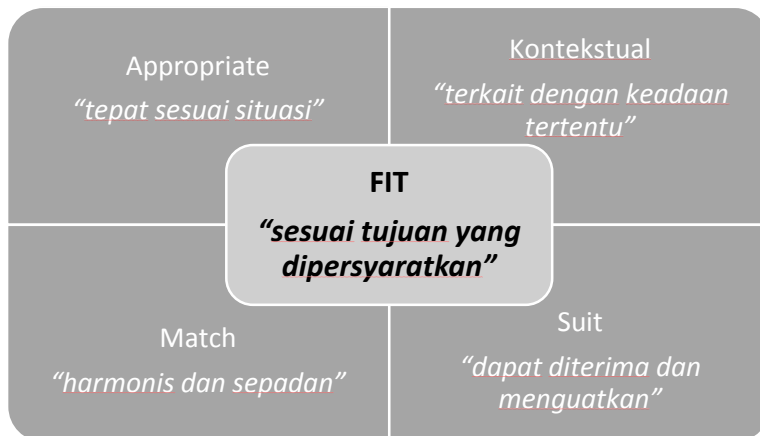 Appropriate
“tepat sesuai situasi”
Kontekstual
“terkait dengan keadaan
tertentu”
FIT
“sesuai tujuan yang
dipersyaratkan”
Match
“harmonis dan sepadan”
Suit
“dapat diterima dan
menguatkan”